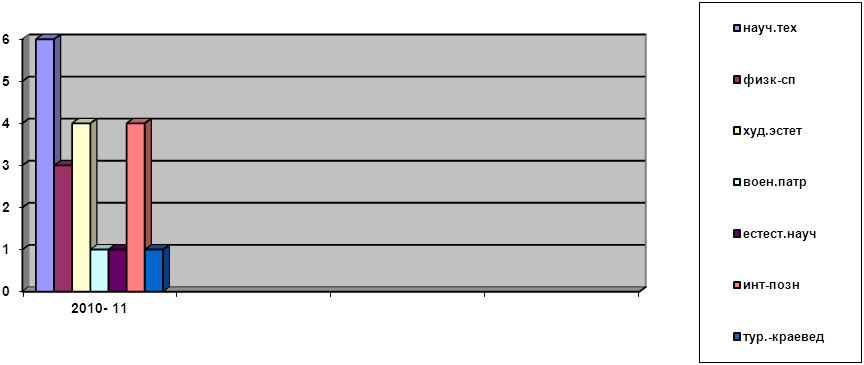 6
5
4
3
2
1
0
2010- 11
науч.тех
физк-сп
худ.эстет
воен.патр
естест.науч
инт-позн
тур.-краевед